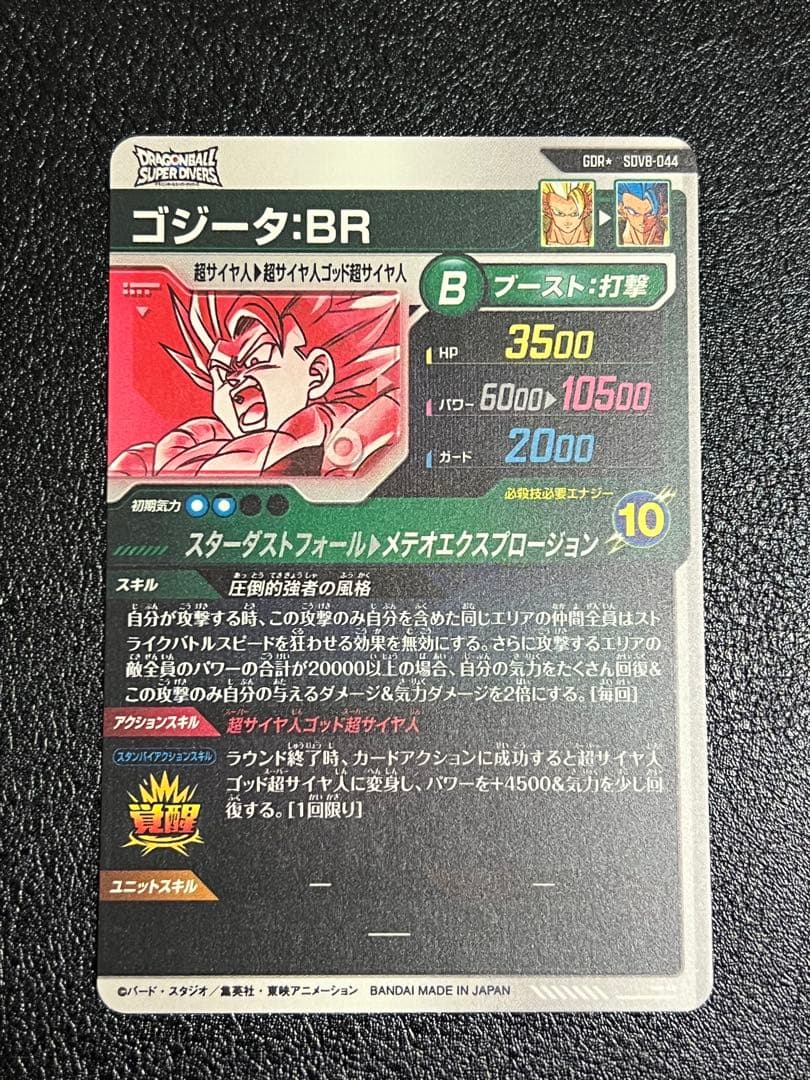 DRAGONBALL
SUPER DIVERS
GDR★ SDV8-044
ゴジータ:BR
超サイヤ人▶超サイヤ人ゴッド超サイヤ人
B ブースト:打撃
HP 3500
パワー 6000▶10500
ガード 2000
初期気力
必殺技必要エナジー
10
スターダストフォール▶メテオエクスプロージョン
スキル 圧倒的強者の風格
自分が攻撃する時、この攻撃のみ自分を含めた同じエリアの仲間全員はスト
ライクバトルスピードを狂わせる効果を無効にする。さらに攻撃するエリアの
敵全員のパワーの合計が20000以上の場合、自分の気力をたくさん回復&
この攻撃のみ自分の与えるダメージ&気力ダメージを2倍にする。[毎回]
アクションスキル 超サイヤ人ゴッド超サイヤ人
スタンバイアクションスキル
覚醒
ラウンド終了時、カードアクションに成功すると超サイヤ人
ゴッド超サイヤ人に変身し、パワーを+4500&気力を少し回
復する。[1回限り]
ユニットスキル — —
—
©バード・スタジオ/集英社・東映アニメーション BANDAI MADE IN JAPAN